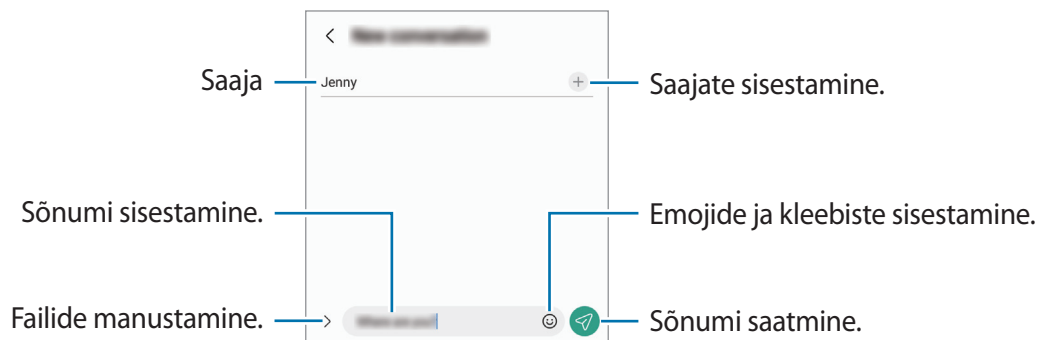 Saaja
Jenny
Saajate sisestamine.
Sõnumi sisestamine.
Emojide ja kleebiste sisestamine.
Failide manustamine.
Sõnumi saatmine.